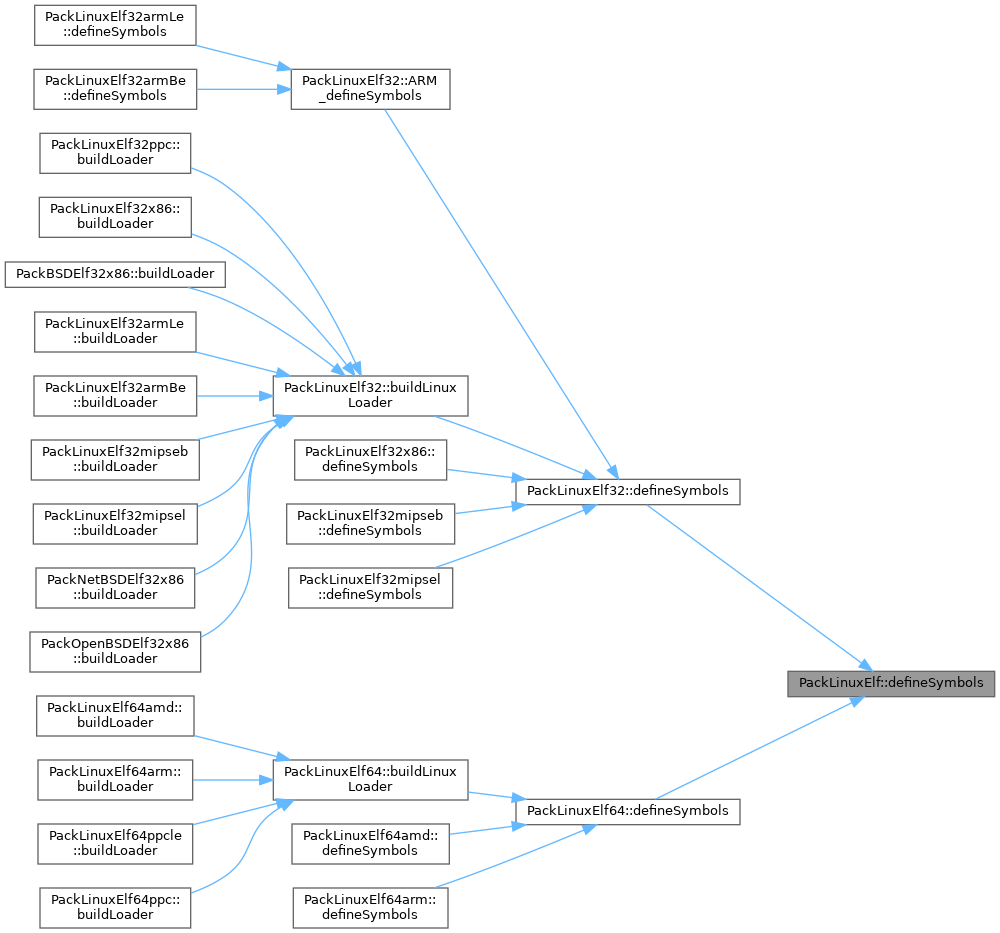 PackLinuxElf32armLe
::defineSymbols
PackLinuxElf32armBe
::defineSymbols
PackLinuxElf32::ARM
_defineSymbols
PackLinuxElf32ppc::
buildLoader
PackLinuxElf32x86::
buildLoader
PackBSDElf32x86::buildLoader
PackLinuxElf32armLe
::buildLoader
PackLinuxElf32armBe
::buildLoader
PackLinuxElf32::buildLinux
Loader
PackLinuxElf32mipseb
::buildLoader
PackLinuxElf32x86::
defineSymbols
PackLinuxElf32::defineSymbols
PackLinuxElf32mipsel
::buildLoader
PackLinuxElf32mipseb
::defineSymbols
PackNetBSDElf32x86
::buildLoader
PackLinuxElf32mipsel
::defineSymbols
PackOpenBSDElf32x86
::buildLoader
PackLinuxElf::defineSymbols
PackLinuxElf64amd::
buildLoader
PackLinuxElf64arm::
buildLoader
PackLinuxElf64::buildLinux
Loader
PackLinuxElf64::defineSymbols
PackLinuxElf64ppcle
::buildLoader
PackLinuxElf64amd::
defineSymbols
PackLinuxElf64ppc::
buildLoader
PackLinuxElf64arm::
defineSymbols